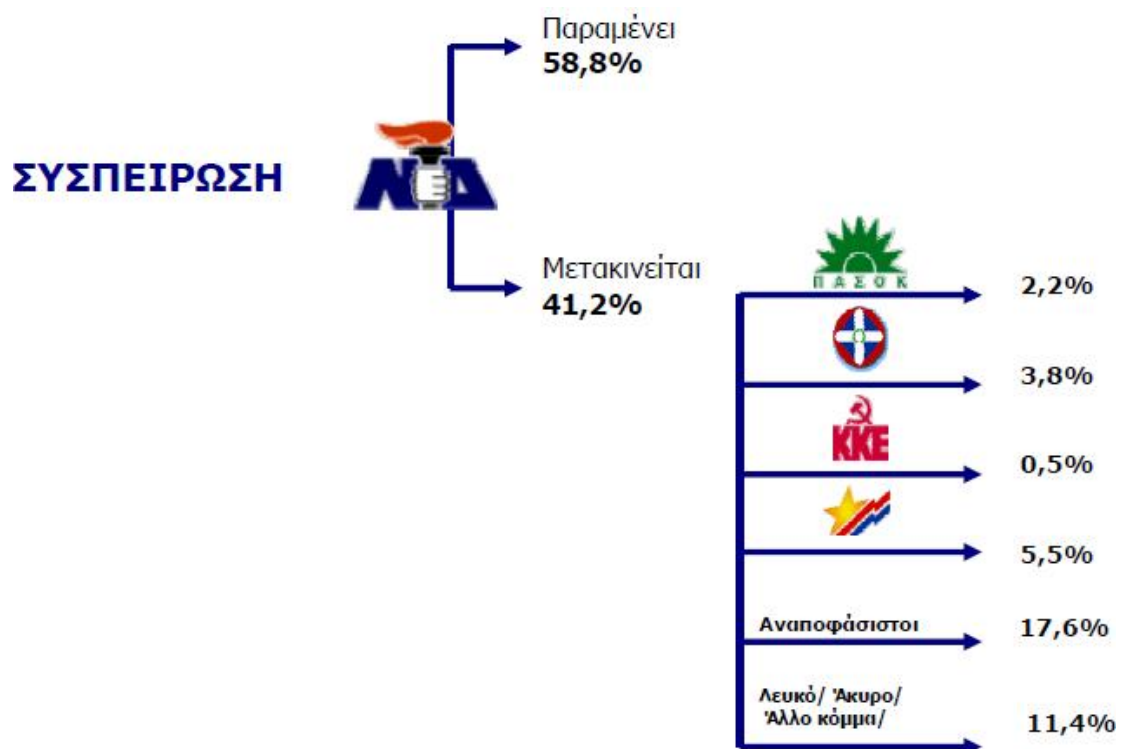 Παραμένει
58,8%
ΣΥΣΠΕΙΡΩΣΗ
ΝΔ
Μετακινείται
41,2%
ΠΑΣΟΚ
2,2%
3,8%
ΚΚΕ
0,5%
5,5%
Αναποφάσιστοι
17,6%
Λευκό/ Άκυρο/
Άλλο κόμμα/
11,4%